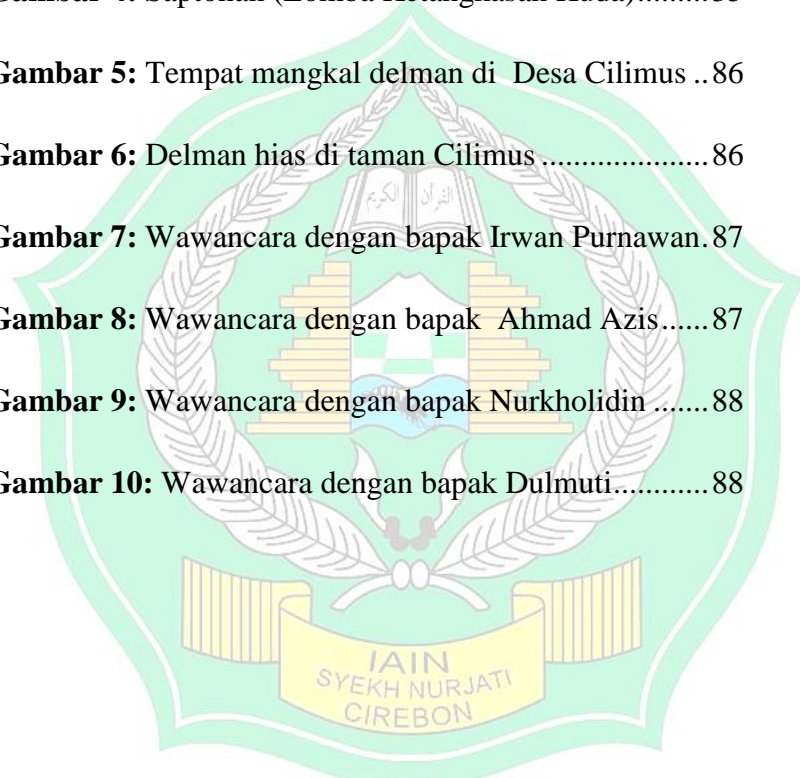 Gambar 5: Tempat mangkal delman di Desa Cilimus ..86
Gambar 6: Delman hias di taman Cilimus .....................86
Gambar 7: Wawancara dengan bapak Irwan Purnawan.87
Gambar 8: Wawancara dengan bapak Ahmad Azis......87
Gambar 9: Wawancara dengan bapak Nurkholidin .......88
Gambar 10: Wawancara dengan bapak Dulmuti............88
القرآن الكريم
IAIN
SYEKH NURJATI
CIREBON